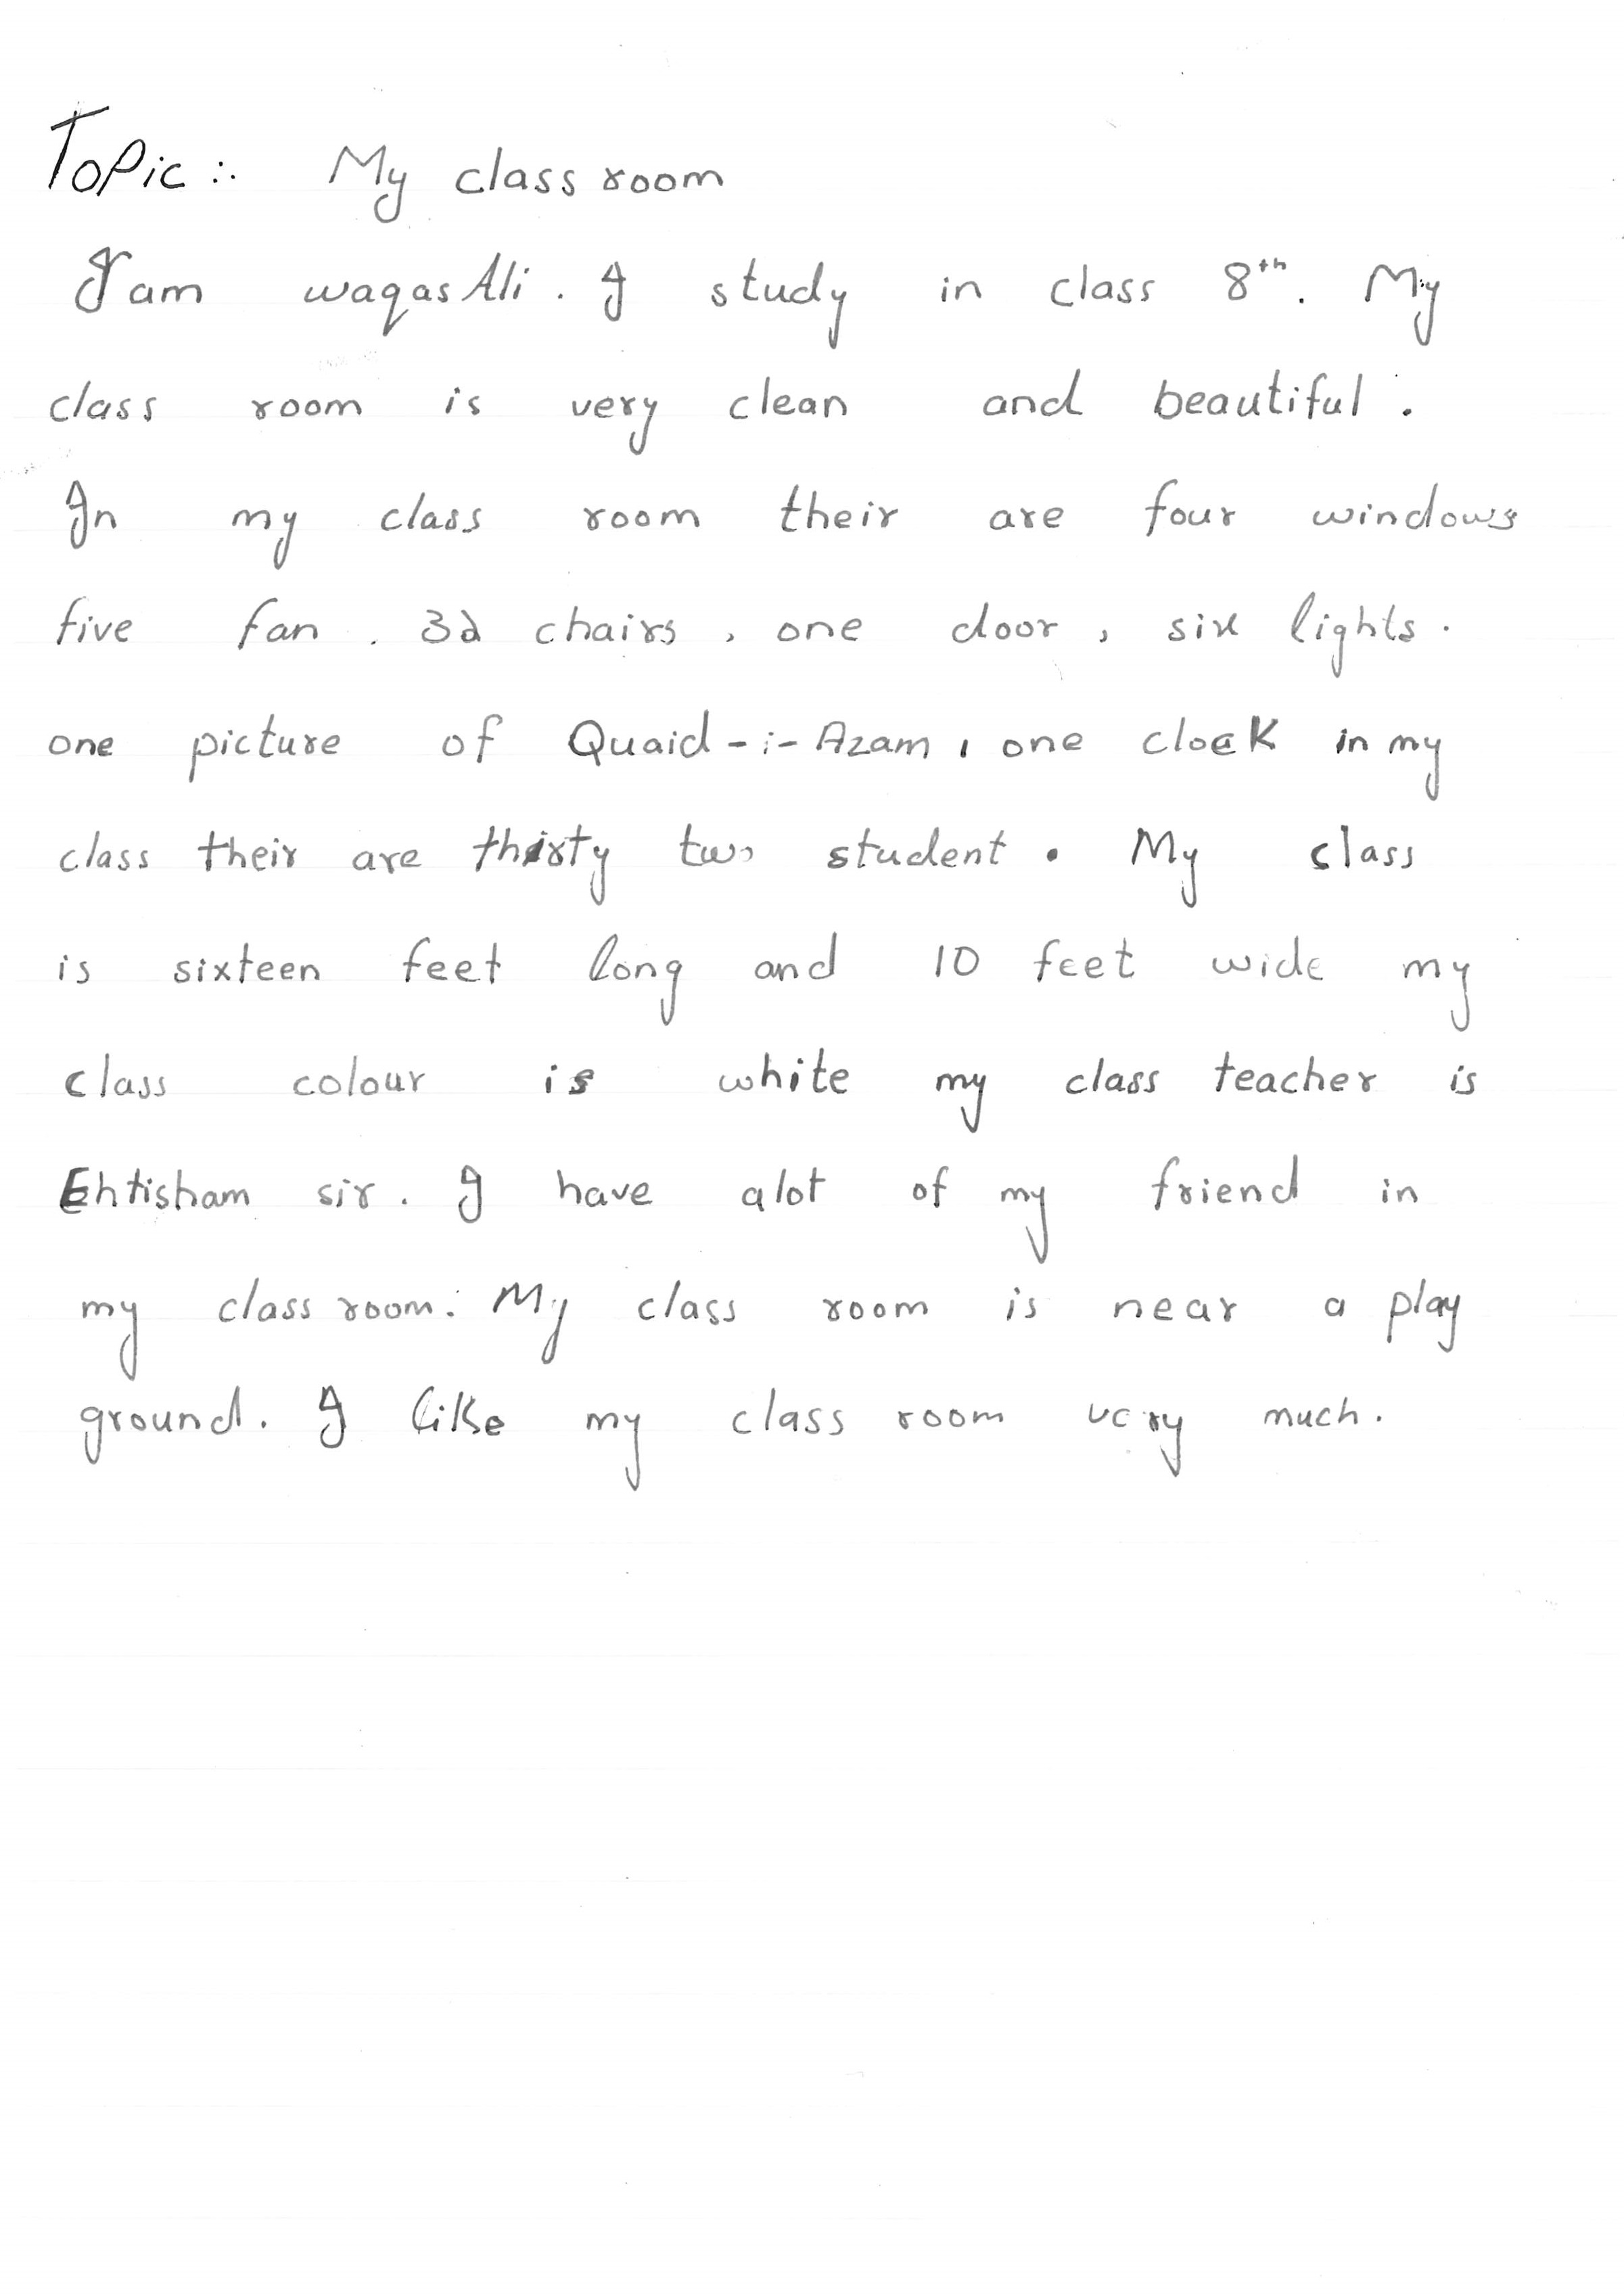 Topic:. My class room
I am waqas Ali. I study in class 8th. My
class room is very clean and beautiful.
In my class room their are four windows
five fan. 32 chairs, one door, six lights.
one picture of Quaid-i-Azam, one clock in my
class their are thirty two student. My class
is sixteen feet long and 10 feet wide my
class colour is white my class teacher is
Ehtisham sir. I have alot of my friend in
my class room. My class room is near a play
ground. I like my class room very much.